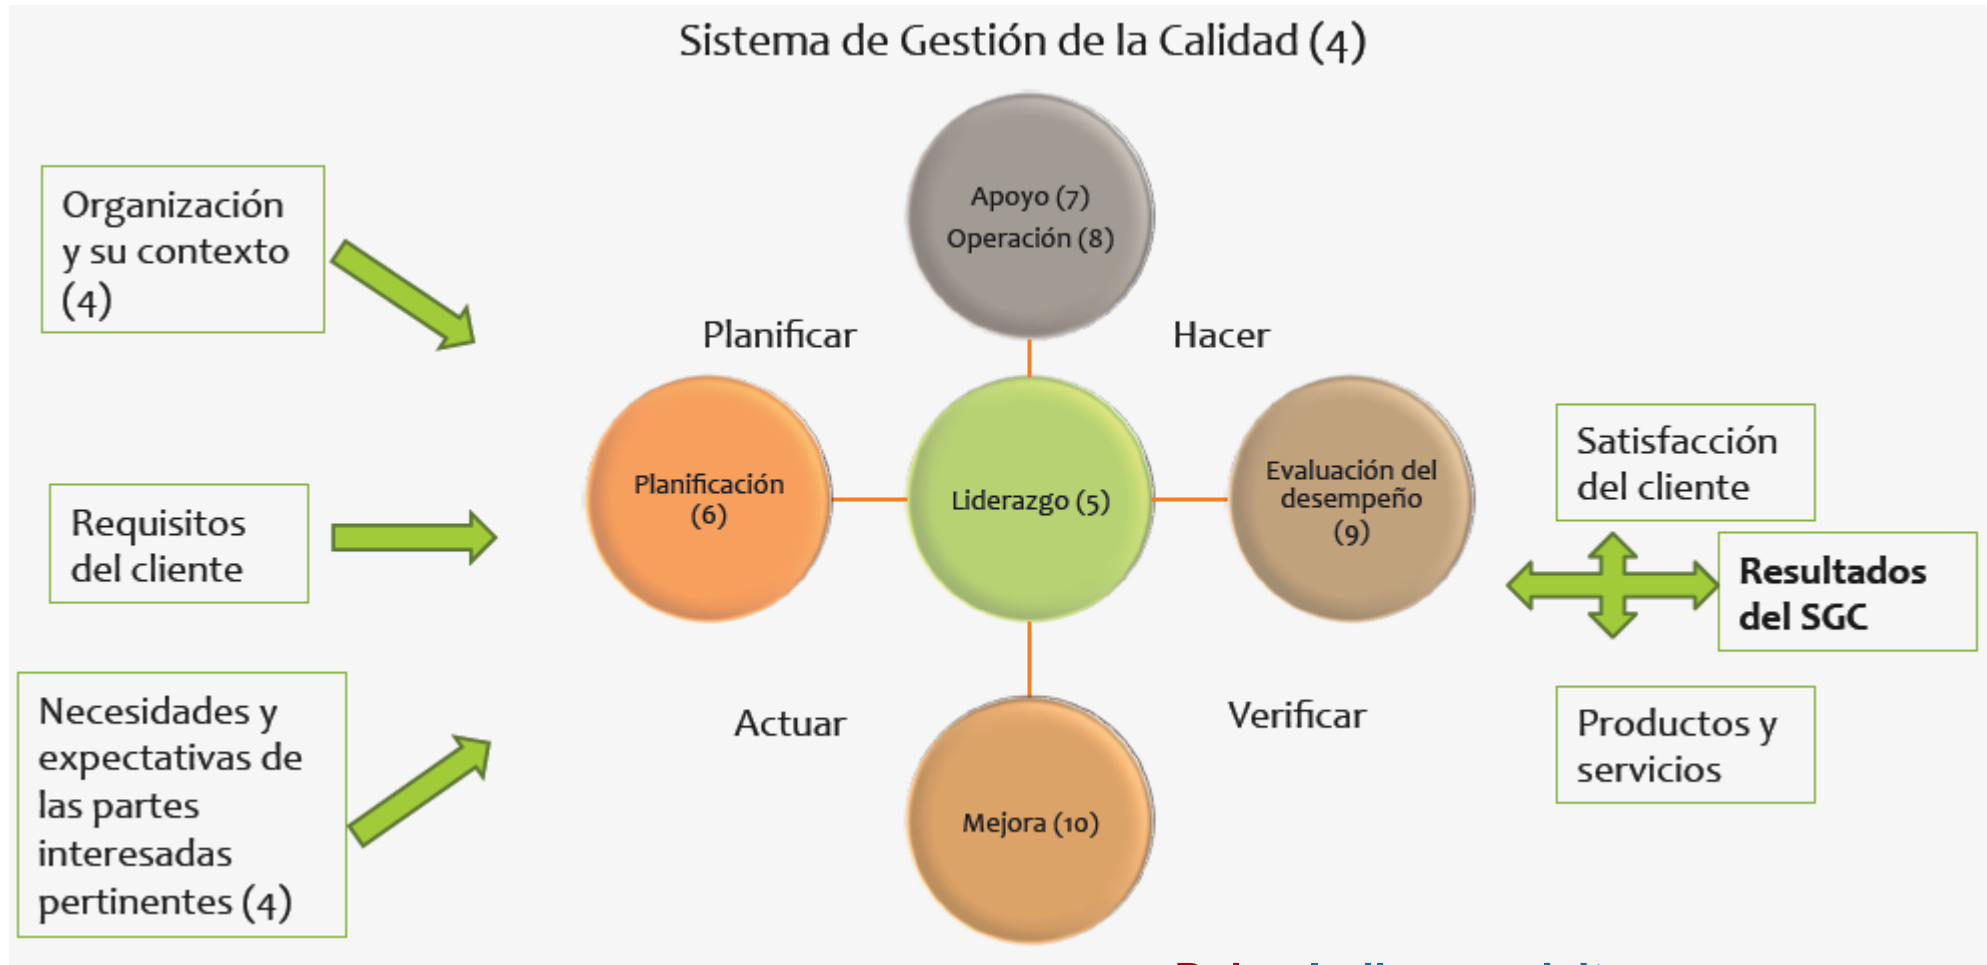 Sistema de Gestión de la Calidad (4)
Organización
y su contexto
(4)
Apoyo (7)
Operación (8)
Planificar
Hacer
Requisitos
del cliente
Planificación
(6)
Liderazgo (5)
Evaluación del
desempeño
(9)
Satisfacción
del cliente
Resultados
del SGC
Necesidades y
expectativas de
las partes
interesadas
pertinentes (4)
Actuar
Verificar
Mejora (10)
Productos y
servicios